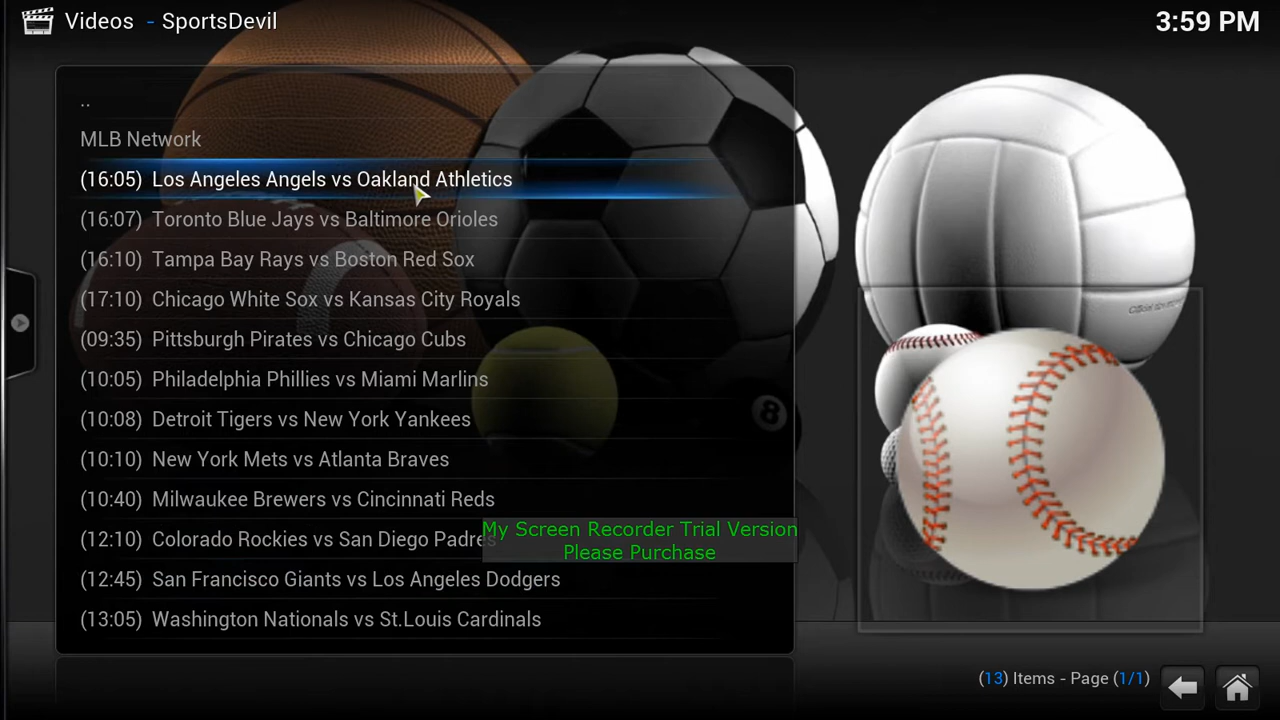 Videos - SportsDevil
3:59 PM
..
MLB Network
(16:05) Los Angeles Angels vs Oakland Athletics
(16:07) Toronto Blue Jays vs Baltimore Orioles
(16:10) Tampa Bay Rays vs Boston Red Sox
(17:10) Chicago White Sox vs Kansas City Royals
(09:35) Pittsburgh Pirates vs Chicago Cubs
(10:05) Philadelphia Phillies vs Miami Marlins
(10:08) Detroit Tigers vs New York Yankees
(10:10) New York Mets vs Atlanta Braves
(10:40) Milwaukee Brewers vs Cincinnati Reds
(12:10) Colorado Rockies vs San Diego Padres
My Screen Recorder Trial Version
Please Purchase
(12:45) San Francisco Giants vs Los Angeles Dodgers
(13:05) Washington Nationals vs St.Louis Cardinals
8
(13) Items - Page (1/1)